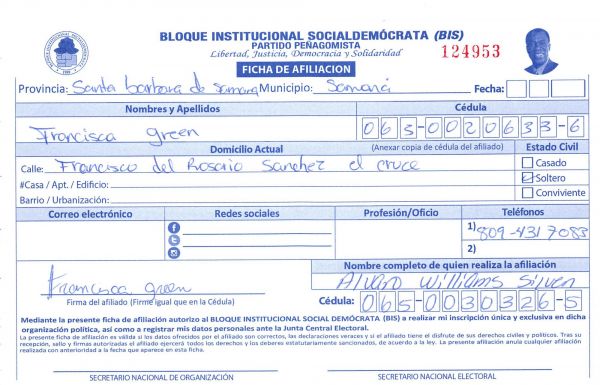 BLOQUE INSTITUCIONAL SOCIALDEMÓCRATA (BIS)
PARTIDO PEÑAGOMISTA
Libertad, Justicia, Democracia y Solidaridad
124953
FICHA DE AFILIACION
Provincia: Santa barbara de Samana Municipio: Samaná Fecha:
Nombres y Apellidos Cédula
Francisca green 065-0020633-6
Domicilio Actual (Anexar copia de cédula del afiliado) Estado Civil
Calle: Francisco del Rosario Sanchez el cruce Casado
#Casa / Apt. / Edificio: Soltero
Barrio / Urbanización: Conviviente
Correo electrónico Redes sociales Profesión/Oficio Teléfonos
1) 809-431 7083
2)
Nombre completo de quien realiza la afiliación
Francisca green Alvaro Williams
Firma del afiliado (Firme igual que en la Cédula) Cédula: 065-0030326-5
Mediante la presente ficha de afiliación autorizo al BLOQUE INSTITUCIONAL SOCIAL DEMÓCRATA (BIS) a realizar mi inscripción única y exclusiva en dicha
organización política, así como a registrar mis datos personales ante la Junta Central Electoral.
La presente ficha de afiliación es válida si los datos ofrecidos por el afiliado son correctos, las declaraciones veraces y si el afiliado tiene el disfrute de sus derechos civiles y políticos. Tras su
recepción, sello y firmas autorizadas el afiliado ejercerá todos los derechos y los deberes estatutariamente sancionados, de acuerdo a la ley. La presente afiliación anula cualquier afiliación
realizada con anterioridad a la fecha que aparece en esta ficha.
SECRETARIO NACIONAL DE ORGANIZACIÓN SECRETARIO NACIONAL ELECTORAL